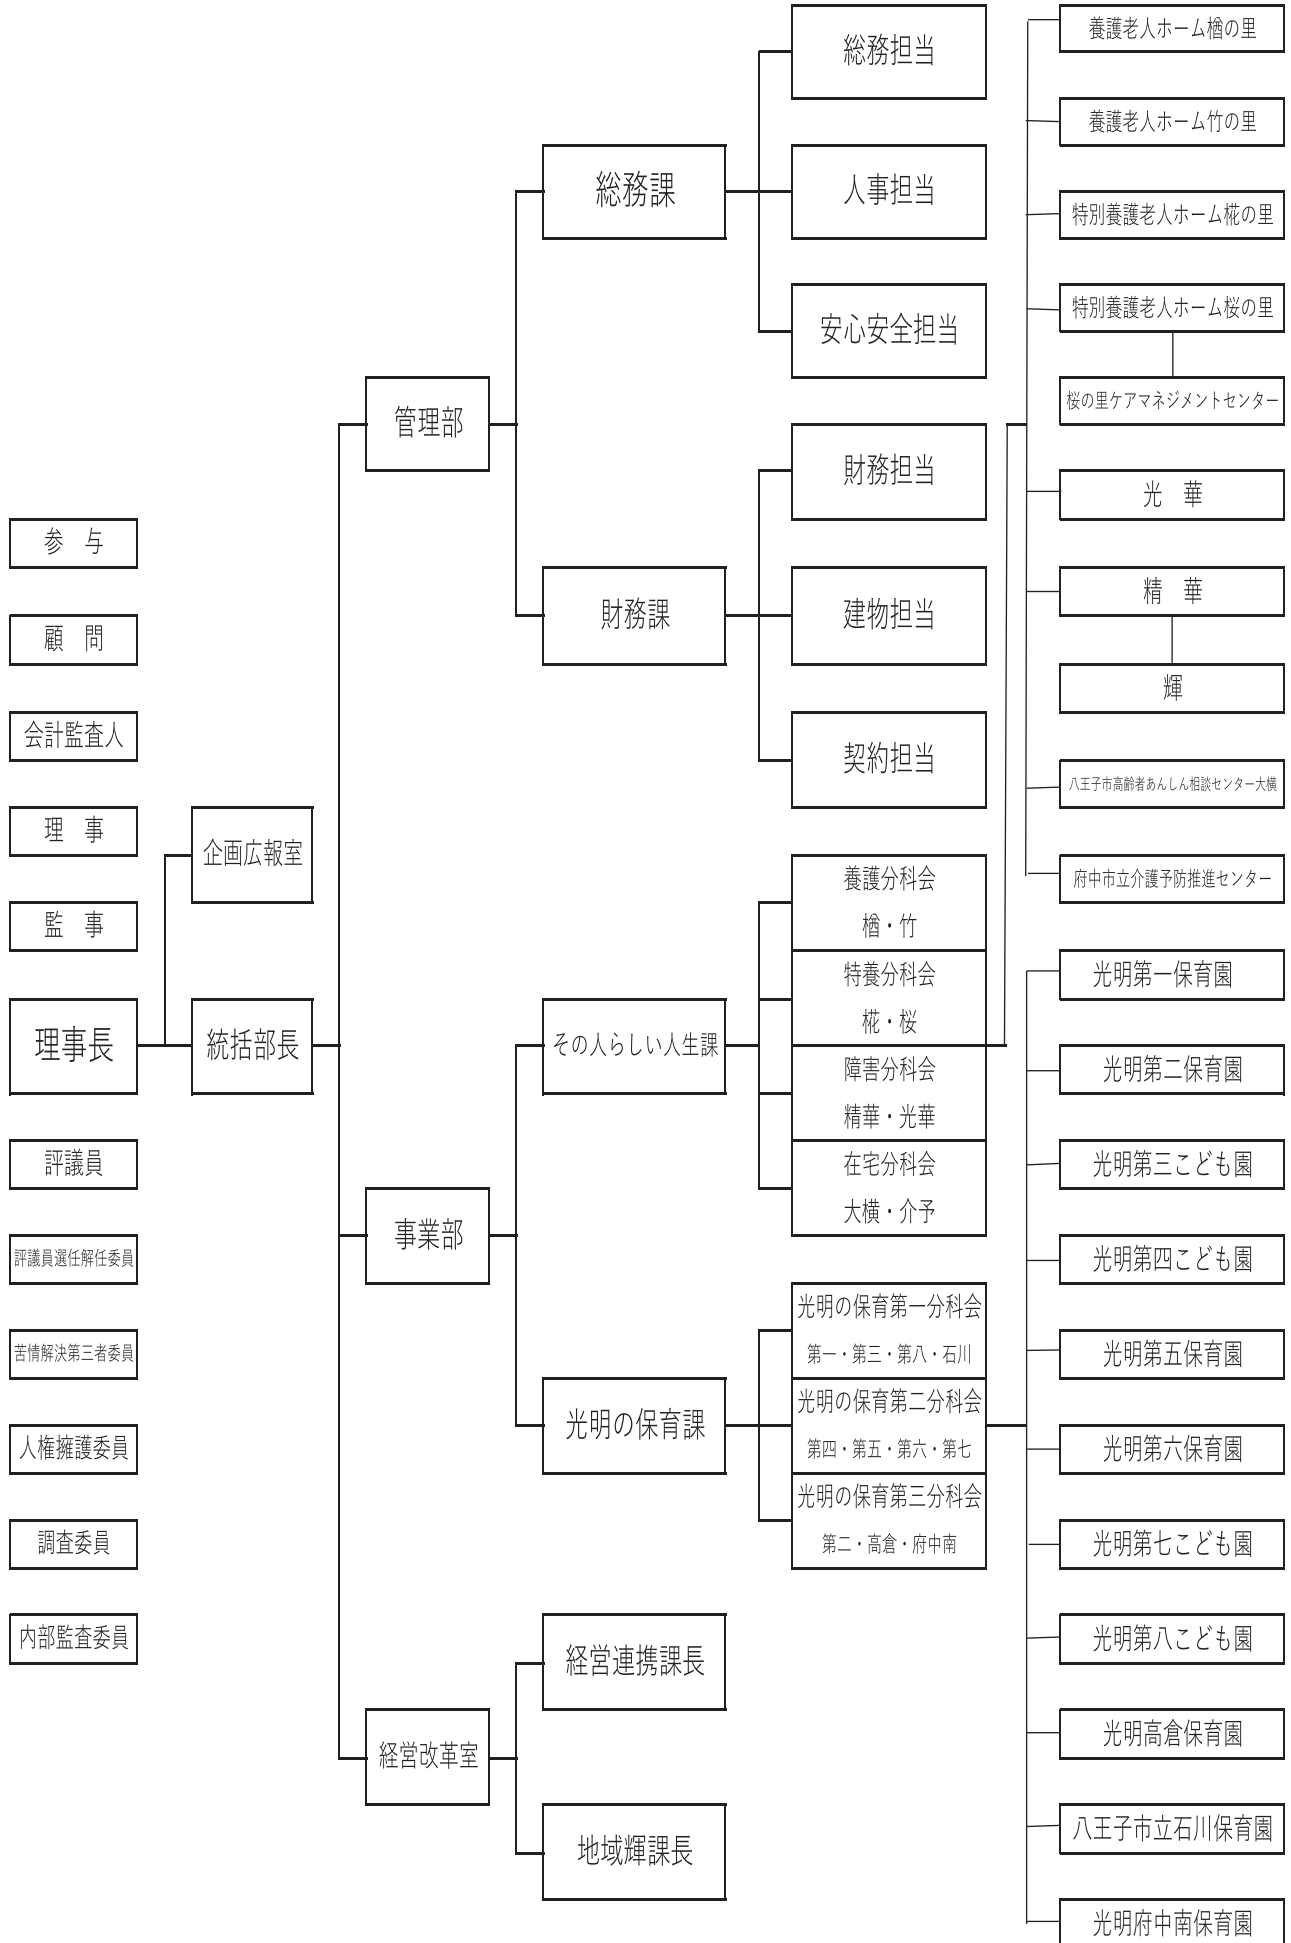 参　与
顧　問
会計監査人
理　事
監　事
理事長
評議員
評議員選任解任委員
苦情解決第三者委員
人権擁護委員
調査委員
内部監査委員
企画広報室
統括部長
管理部
事業部
経営改革室
総務課
財務課
その人らしい人生課
光明の保育課
経営連携課長
地域輝課長
総務担当
人事担当
安心安全担当
財務担当
建物担当
契約担当
養護分科会
楢・竹
特養分科会
椛・桜
障害分科会
精華・光華
在宅分科会
大横・介予
光明の保育第一分科会
第一・第三・第八・石川
光明の保育第二分科会
第四・第五・第六・第七
光明の保育第三分科会
第二・高倉・府中南
養護老人ホーム楢の里
養護老人ホーム竹の里
特別養護老人ホーム椛の里
特別養護老人ホーム桜の里
桜の里ケアマネジメントセンター
光　華
精　華
輝
八王子市高齢者あんしん相談センター大横
府中市立介護予防推進センター
光明第一保育園
光明第二保育園
光明第三こども園
光明第四こども園
光明第五保育園
光明第六保育園
光明第七こども園
光明第八こども園
光明高倉保育園
八王子市立石川保育園
光明府中南保育園